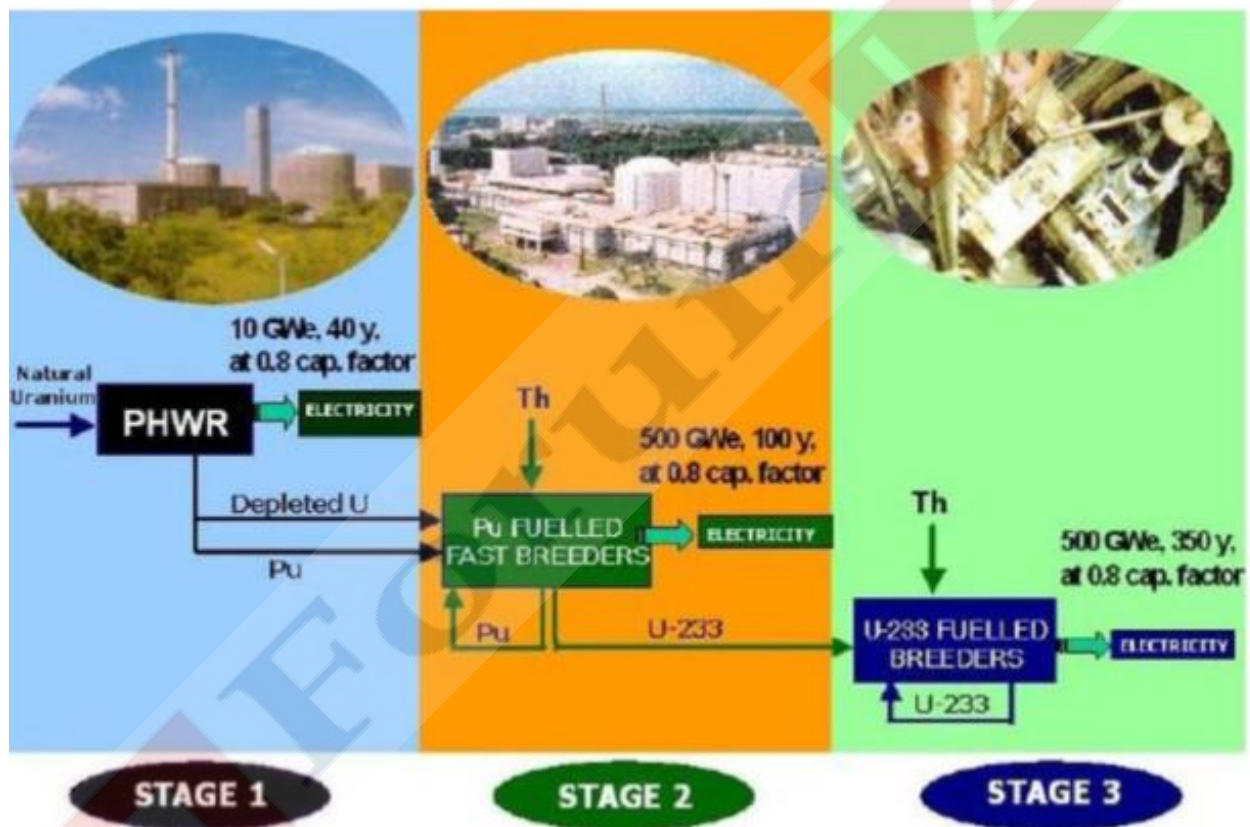 10 GWe, 40 y,
at 0.8 cap. factor
Natural
Uranium
PHWR
ELECTRICITY
Depleted U
Pu
Th
500 GWe, 100 y,
at 0.8 cap. factor
Pu FUELLED
FAST BREEDERS
ELECTRICITY
Pu
U-233
Th
500 GWe, 350 y,
at 0.8 cap. factor
U-233 FUELLED
BREEDERS
ELECTRICITY
U-233
STAGE 1
STAGE 2
STAGE 3